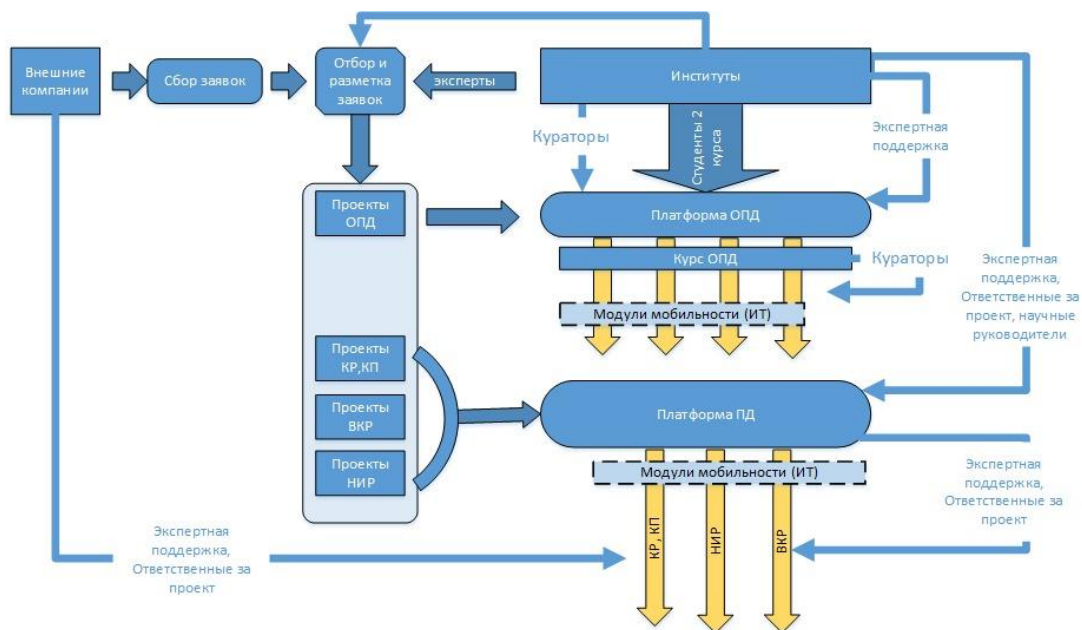 Внешние
компании
Сбор заявок
Отбор и
разметка
заявок
эксперты
Институты
Кураторы
Студенты 2
курса
Экспертная
поддержка
Проекты
ОПД
Платформа ОПД
Курс ОПД
Кураторы
Модули мобильности (ИТ)
Экспертная
поддержка,
Ответственные за
проект, научные
руководители
Проекты
КР,КП
Проекты
ВКР
Проекты
НИР
Платформа ПД
Модули мобильности (ИТ)
Экспертная
поддержка,
Ответственные за
проект
КР, КП
НИР
ВКР
Экспертная
поддержка,
Ответственные за
проект